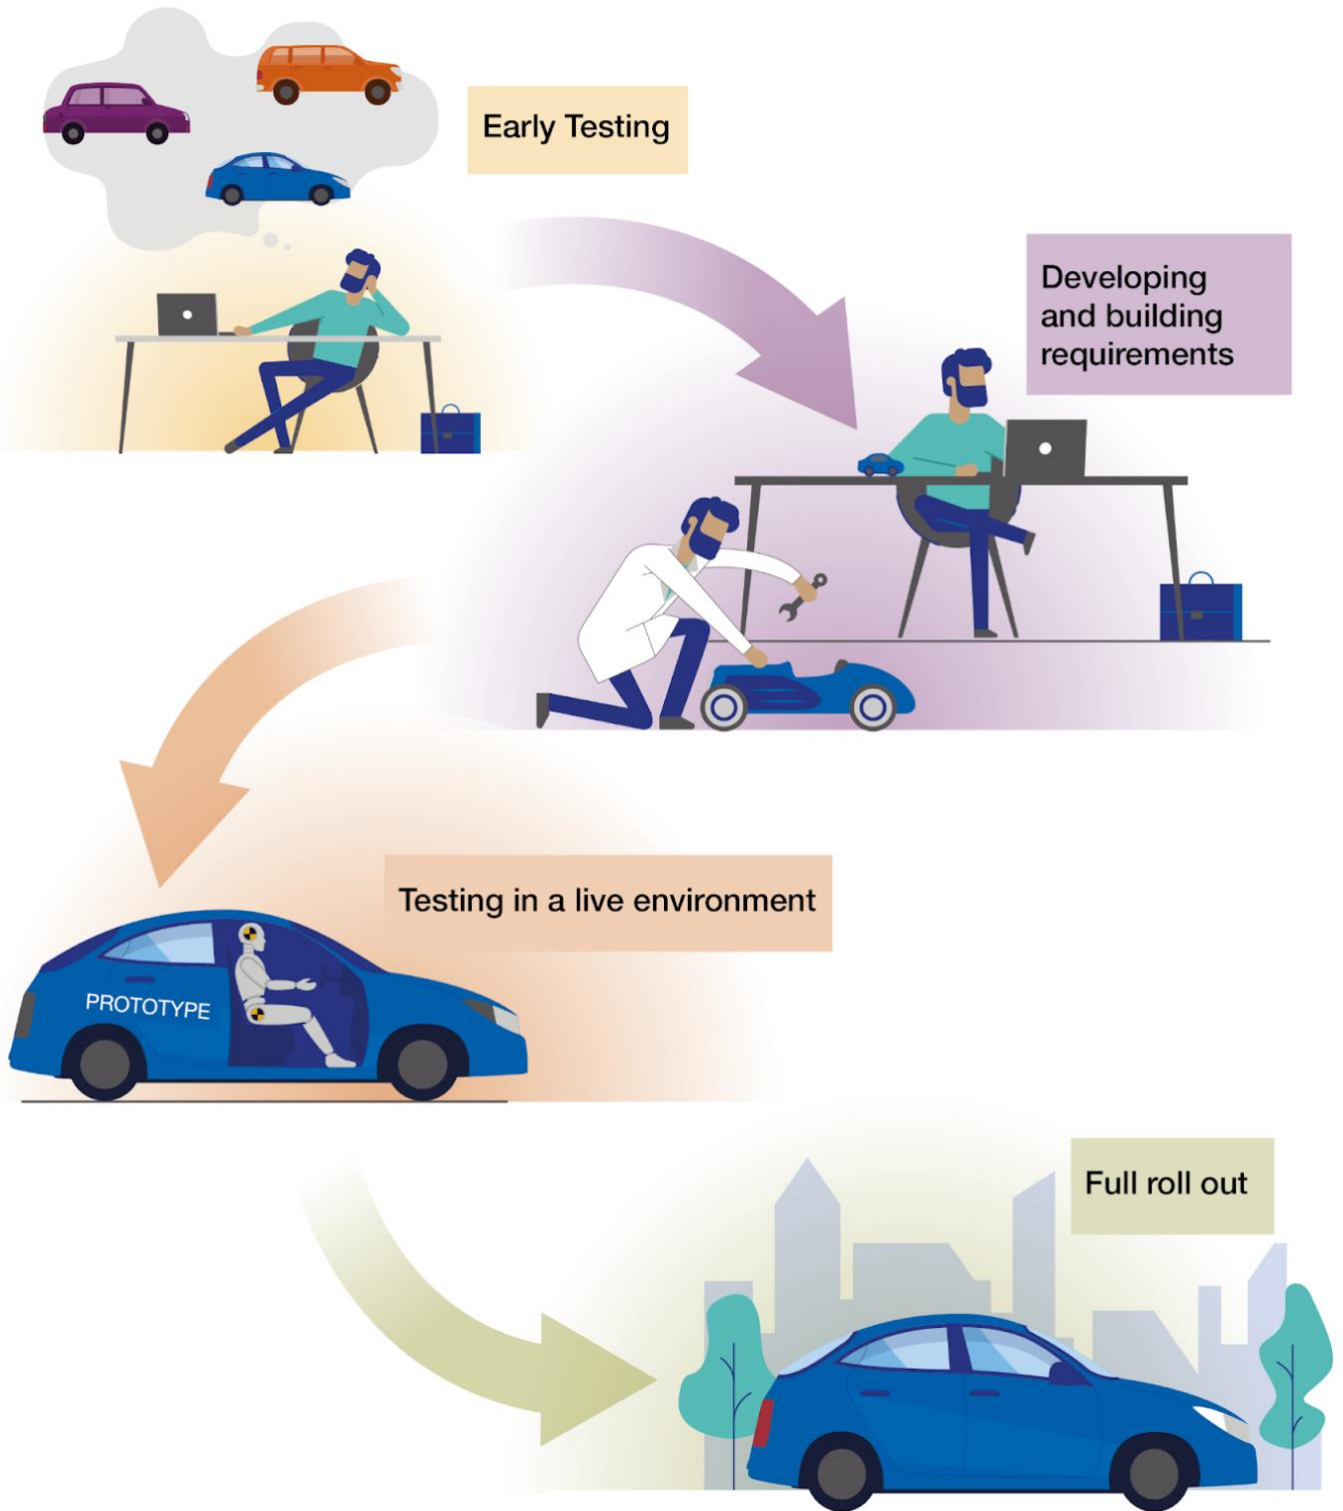 Early Testing
Developing
and building
requirements
Testing in a live environment
PROTOTYPE
Full roll out